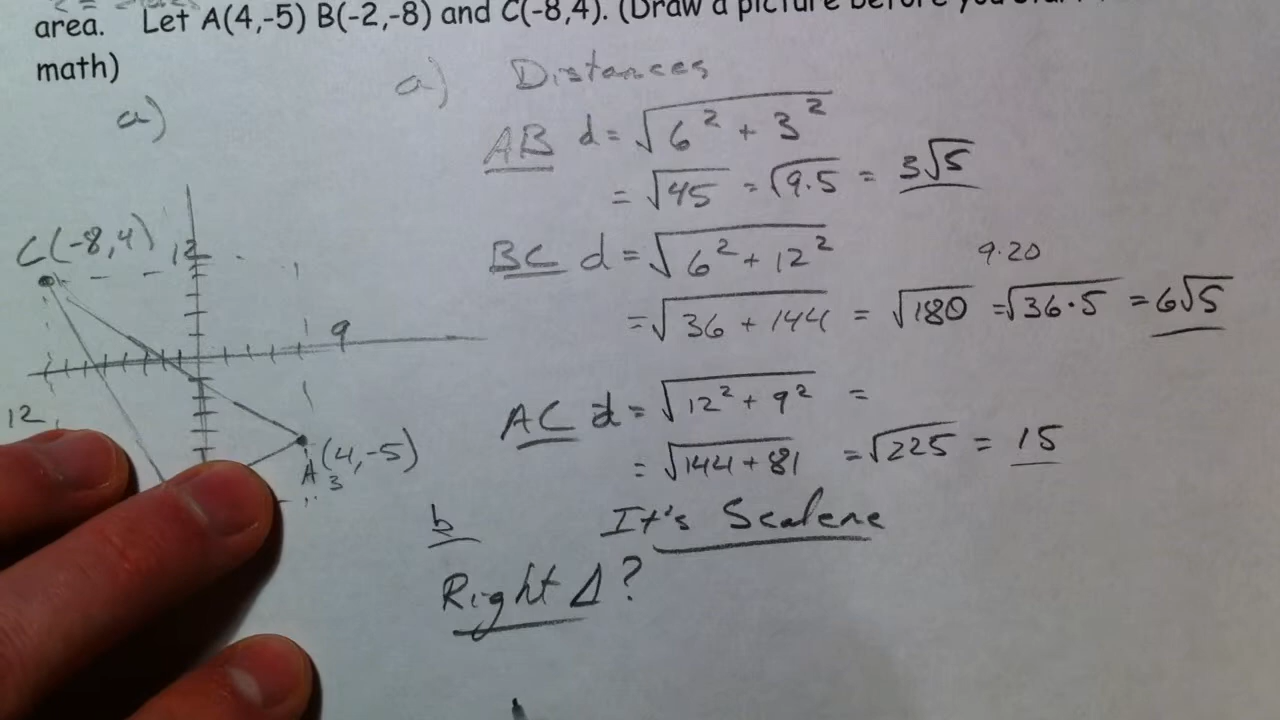 area. Let A(4,-5) B(-2,-8) and C(-8,4). (Draw a picture before you
math)
a)
a) Distances
AB d = √6² + 3²
= √45 = √9·5 = 3√5
BC d = √6² + 12²
9·20
= √36 + 144 = √180 = √36·5 = 6√5
AC d = √12² + 9² =
= √144 + 81 = √225 = 15
C(-8,4)
12
9
12
A(4,-5)
3
b It's Scalene
Right Δ?